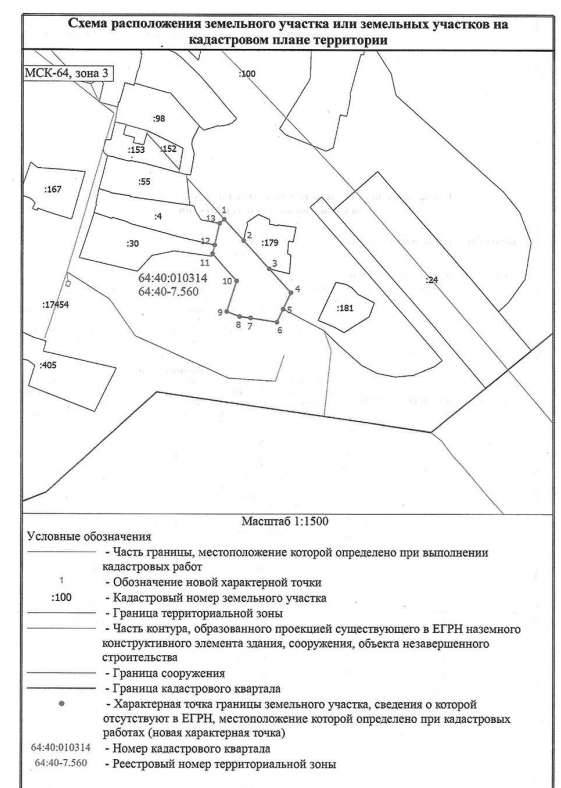 Схема расположения земельного участка или земельных участков на
кадастровом плане территории
МСК-64, зона 3
:100
:98
:153
:152
:55
:167
:4
1
13
2
:179
:30
12
11
3
64:40:010314
64:40-7.560
10
:24
4
:17454
9
5
:181
8
7
6
:405
Масштаб 1:1500
Условные обозначения
- Часть границы, местоположение которой определено при выполнении
кадастровых работ
1 - Обозначение новой характерной точки
:100 - Кадастровый номер земельного участка
- Граница территориальной зоны
- Часть контура, образованного проекцией существующего в ЕГРН наземного
конструктивного элемента здания, сооружения, объекта незавершенного
строительства
- Граница сооружения
- Граница кадастрового квартала
- Характерная точка границы земельного участка, сведения о которой
отсутствуют в ЕГРН, местоположение которой определено при кадастровых
работах (новая характерная точка)
64:40:010314 - Номер кадастрового квартала
64:40-7.560 - Реестровый номер территориальной зоны